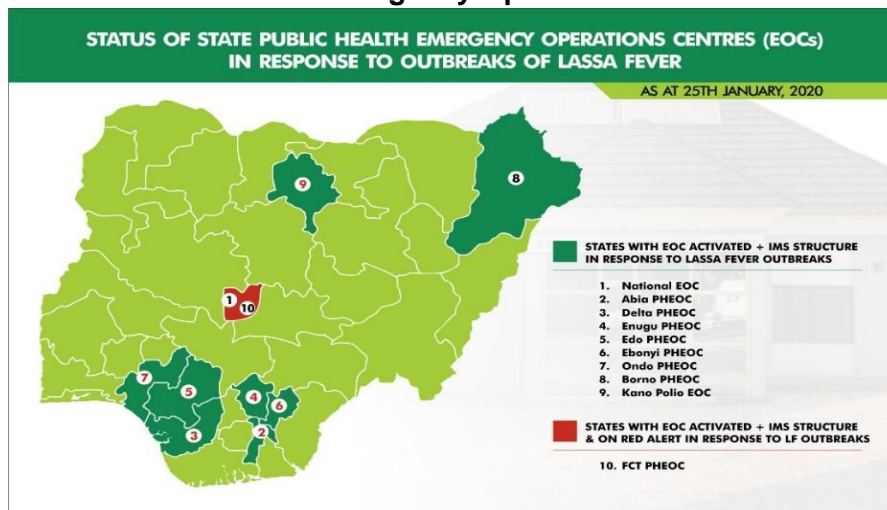 STATUS OF STATE PUBLIC HEALTH EMERGENCY OPERATIONS CENTRES (EOCs)
IN RESPONSE TO OUTBREAKS OF LASSA FEVER
AS AT 25TH JANUARY, 2020
9
8
1
10
7
5
4
6
3
2
STATES WITH EOC ACTIVATED + IMS STRUCTURE
IN RESPONSE TO LASSA FEVER OUTBREAKS
1. National EOC
2. Abia PHEOC
3. Delta PHEOC
4. Enugu PHEOC
5. Edo PHEOC
6. Ebonyi PHEOC
7. Ondo PHEOC
8. Borno PHEOC
9. Kano Polio EOC
STATES WITH EOC ACTIVATED + IMS STRUCTURE
& ON RED ALERT IN RESPONSE TO LF OUTBREAKS
10. FCT PHEOC